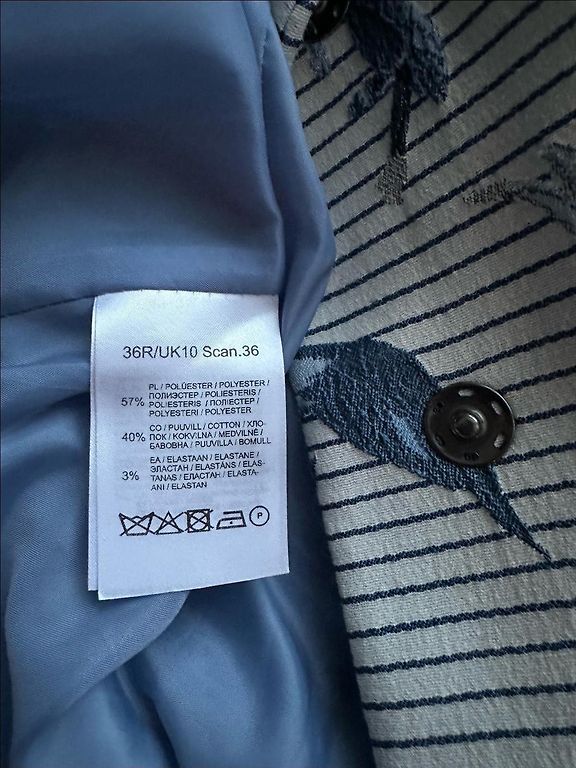 36R/UK10 Scan.36
PL / POLÜESTER / POLYESTER /
ПОЛИЭСТЕР / POLIESTERIS /
57% POLIESTERIS / ПОЛІЕСТЕР /
POLYESTERI / POLYESTER
CO / PUUVILL / COTTON / ХЛО-
40% ПОК / KOKVILNA / MEDVILNĖ /
БАВОВНА / PUUVILLA / BOMULL
EA / ELASTAAN / ELASTANE /
ЭЛАСТАН / ELASTĀNS / ELAS-
3% TANAS / ЕЛАСТАН / ELASTA-
ANI / ELASTAN
P